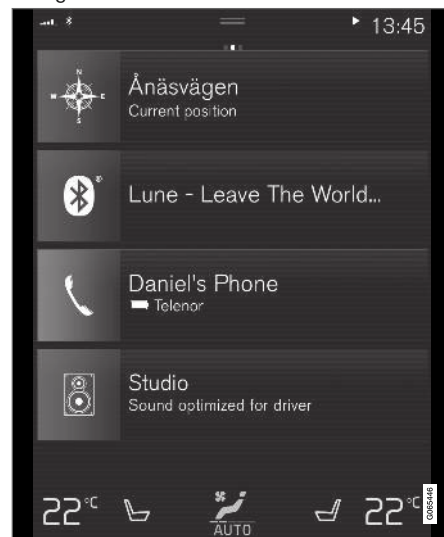 13:45
N
W E
S
Ånäsvägen
Current position
Lune - Leave The World...
Daniel's Phone
Telenor
Studio
Sound optimized for driver
22°C
AUTO
22°C
G065446